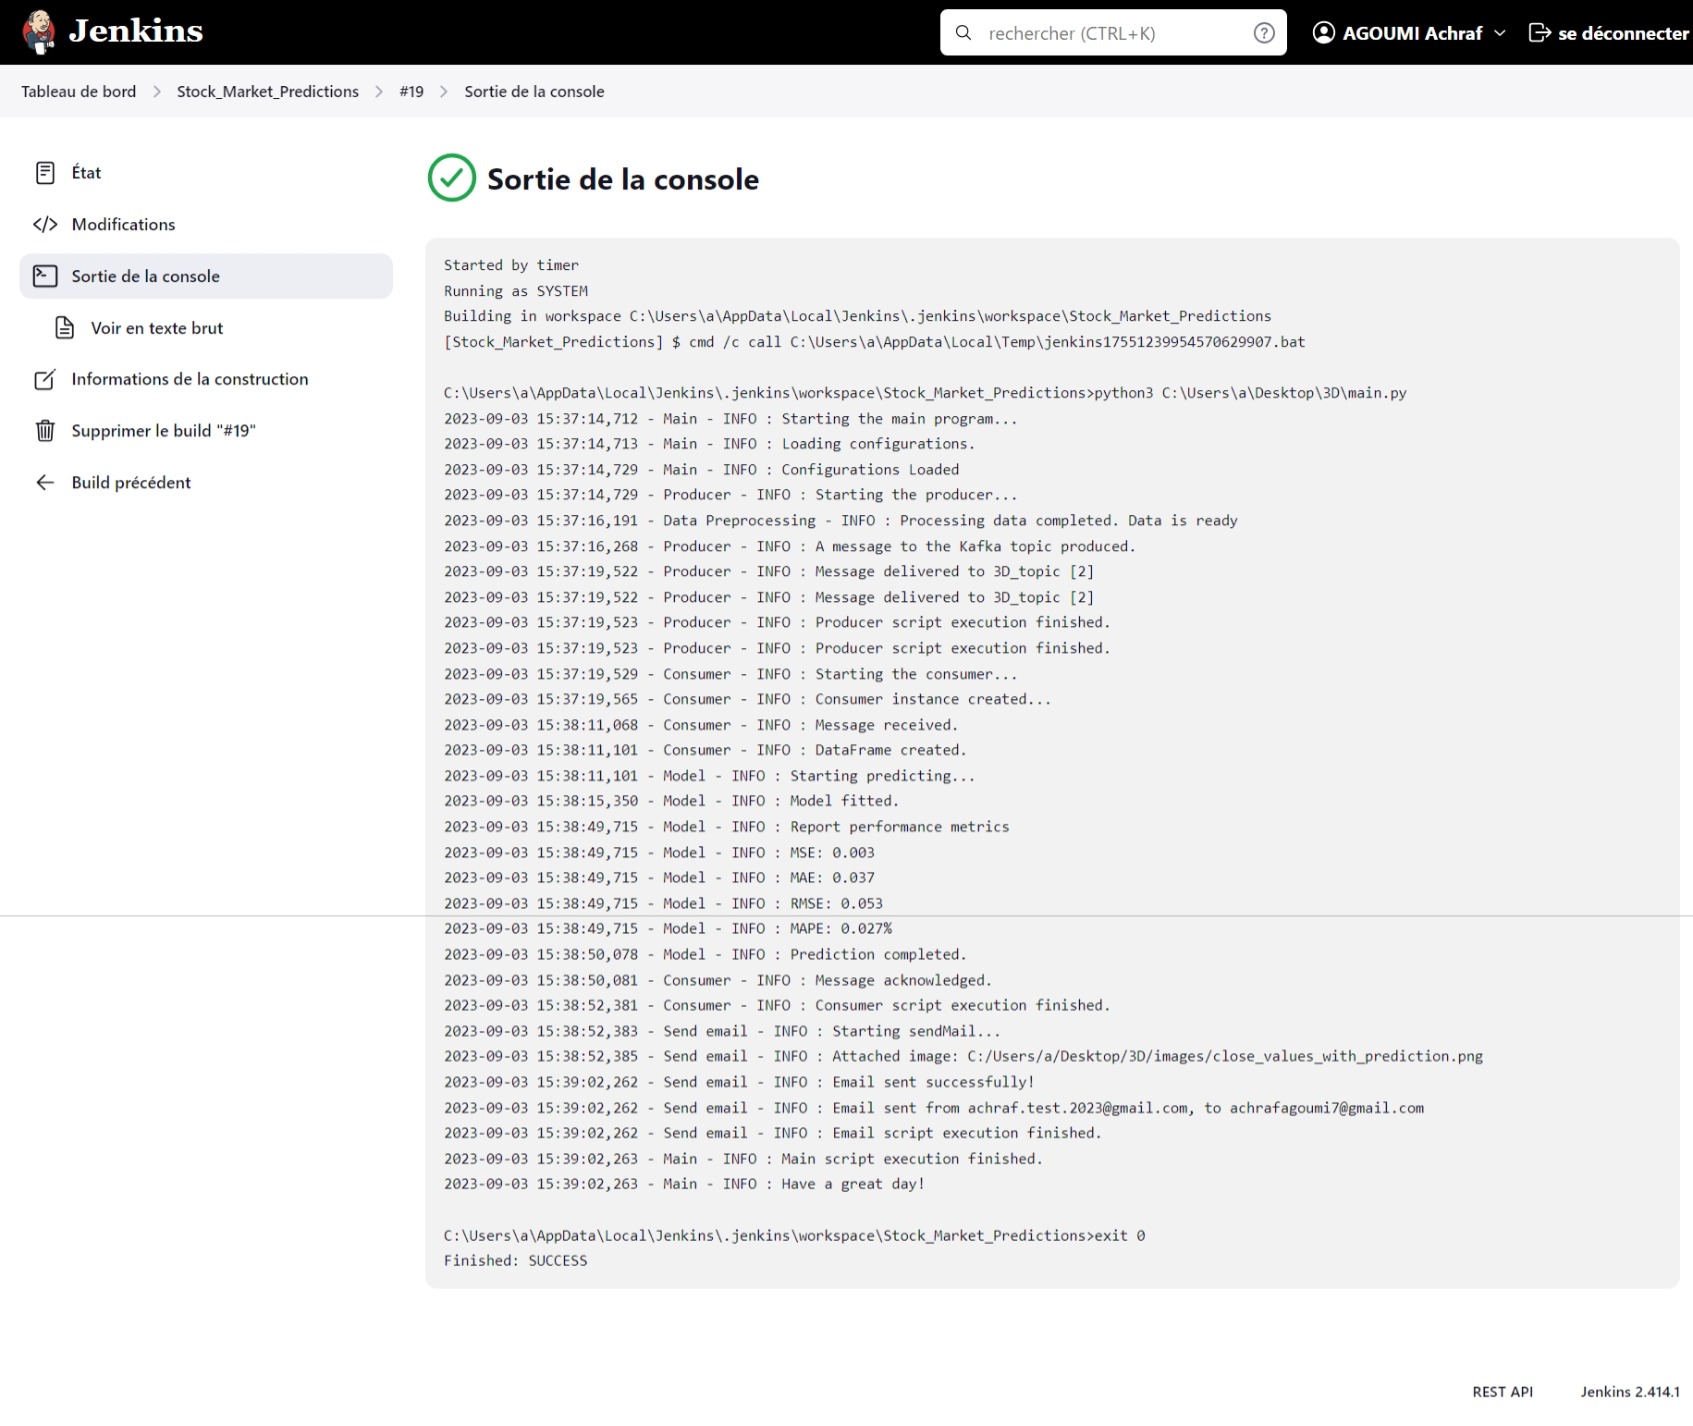 Jenkins
rechercher (CTRL+K)
?
AGOUMI Achraf
se déconnecter
Tableau de bord
Stock_Market_Predictions
#19
Sortie de la console
État
Modifications
Sortie de la console
Voir en texte brut
Informations de la construction
Supprimer le build "#19"
Build précédent
Sortie de la console
Started by timer
Running as SYSTEM
Building in workspace C:\Users\a\AppData\Local\Jenkins\.jenkins\workspace\Stock_Market_Predictions
[Stock_Market_Predictions] $ cmd /c call C:\Users\a\AppData\Local\Temp\jenkins17551239954570629907.bat
C:\Users\a\AppData\Local\Jenkins\.jenkins\workspace\Stock_Market_Predictions>python3 C:\Users\a\Desktop\3D\main.py
2023-09-03 15:37:14,712 - Main - INFO : Starting the main program...
2023-09-03 15:37:14,713 - Main - INFO : Loading configurations.
2023-09-03 15:37:14,729 - Main - INFO : Configurations Loaded
2023-09-03 15:37:14,729 - Producer - INFO : Starting the producer...
2023-09-03 15:37:16,191 - Data Preprocessing - INFO : Processing data completed. Data is ready
2023-09-03 15:37:16,268 - Producer - INFO : A message to the Kafka topic produced.
2023-09-03 15:37:19,522 - Producer - INFO : Message delivered to 3D_topic [2]
2023-09-03 15:37:19,522 - Producer - INFO : Message delivered to 3D_topic [2]
2023-09-03 15:37:19,523 - Producer - INFO : Producer script execution finished.
2023-09-03 15:37:19,523 - Producer - INFO : Producer script execution finished.
2023-09-03 15:37:19,529 - Consumer - INFO : Starting the consumer...
2023-09-03 15:37:19,565 - Consumer - INFO : Consumer instance created...
2023-09-03 15:38:11,068 - Consumer - INFO : Message received.
2023-09-03 15:38:11,101 - Consumer - INFO : DataFrame created.
2023-09-03 15:38:11,101 - Model - INFO : Starting predicting...
2023-09-03 15:38:15,350 - Model - INFO : Model fitted.
2023-09-03 15:38:49,715 - Model - INFO : Report performance metrics
2023-09-03 15:38:49,715 - Model - INFO : MSE: 0.003
2023-09-03 15:38:49,715 - Model - INFO : MAE: 0.037
2023-09-03 15:38:49,715 - Model - INFO : RMSE: 0.053
2023-09-03 15:38:49,715 - Model - INFO : MAPE: 0.027%
2023-09-03 15:38:50,078 - Model - INFO : Prediction completed.
2023-09-03 15:38:50,081 - Consumer - INFO : Message acknowledged.
2023-09-03 15:38:52,381 - Consumer - INFO : Consumer script execution finished.
2023-09-03 15:38:52,383 - Send email - INFO : Starting sendMail...
2023-09-03 15:38:52,385 - Send email - INFO : Attached image: C:/Users/a/Desktop/3D/images/close_values_with_prediction.png
2023-09-03 15:39:02,262 - Send email - INFO : Email sent successfully!
2023-09-03 15:39:02,262 - Send email - INFO : Email sent from achraf.test.2023@gmail.com, to achrafagoumi7@gmail.com
2023-09-03 15:39:02,262 - Send email - INFO : Email script execution finished.
2023-09-03 15:39:02,263 - Main - INFO : Main script execution finished.
2023-09-03 15:39:02,263 - Main - INFO : Have a great day!
C:\Users\a\AppData\Local\Jenkins\.jenkins\workspace\Stock_Market_Predictions>exit 0
Finished: SUCCESS
REST API
Jenkins 2.414.1